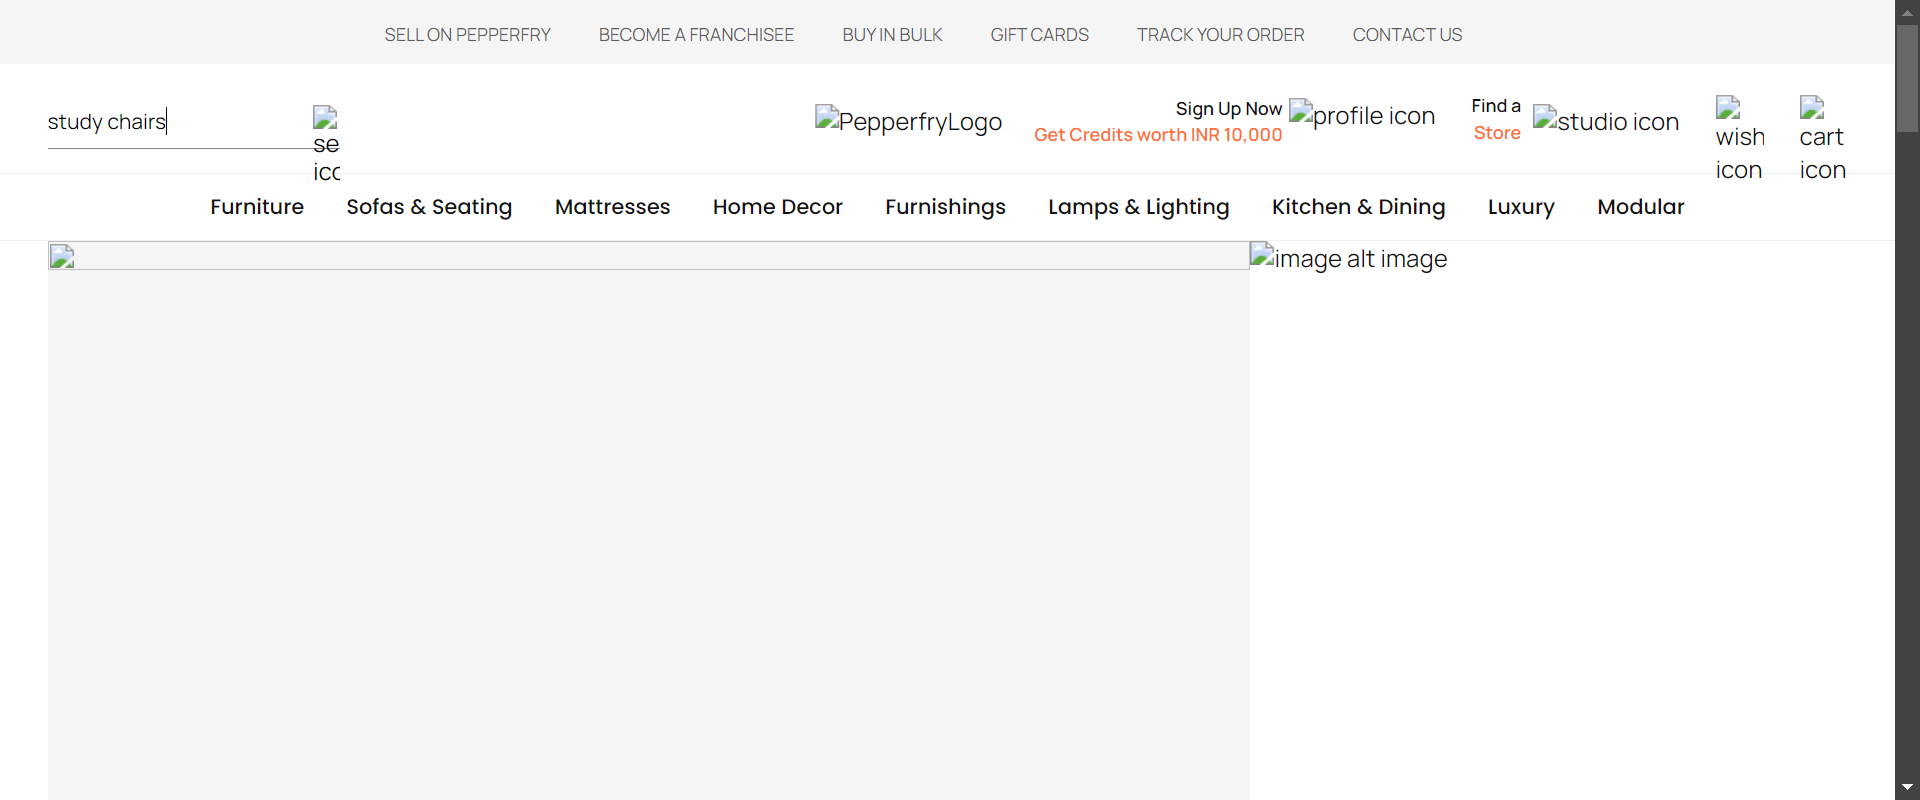 SELL ON PEPPERFRY BECOME A FRANCHISEE BUY IN BULK GIFT CARDS TRACK YOUR ORDER CONTACT US
study chairs
se
ico
PepperfryLogo
Sign Up Now
Get Credits worth INR 10,000
profile icon
Find a
Store
studio icon
wish
icon
cart
icon
Furniture Sofas & Seating Mattresses Home Decor Furnishings Lamps & Lighting Kitchen & Dining Luxury Modular
image alt image